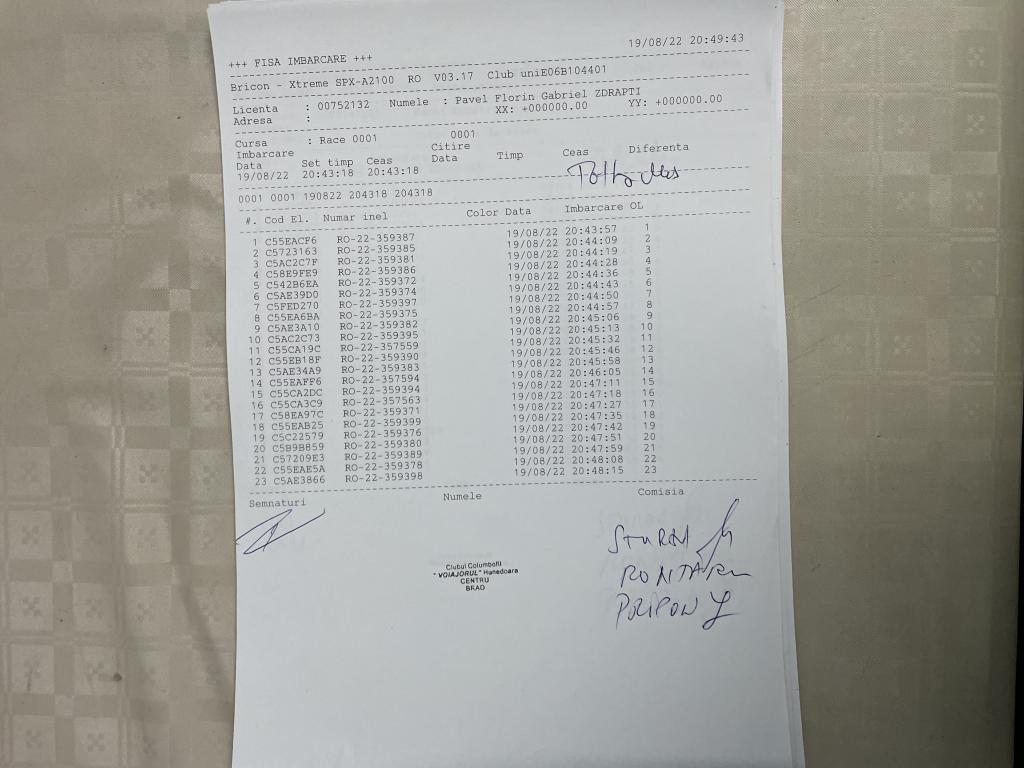 19/08/22 20:49:43
+++ FISA IMBARCARE +++
Bricon - Xtreme SPX-A2100 RO V03.17 Club uniE06B104401
Licenta : 00752132 Numele : Pavel Florin Gabriel ZDRAPTI
Adresa : XX: +000000.00 YY: +000000.00
Cursa : Race 0001 0001
Imbarcare Citire
Data Set timp Ceas Data Timp Ceas Diferenta
19/08/22 20:43:18 20:43:18
0001 0001 190822 204318 204318
#. Cod El. Numar inel Color Data Imbarcare OL
1 C55EACF6 RO-22-359387 19/08/22 20:43:57 1
2 C5723163 RO-22-359385 19/08/22 20:44:09 2
3 C5AC2C7F RO-22-359381 19/08/22 20:44:19 3
4 C58E9FE9 RO-22-359386 19/08/22 20:44:28 4
5 C542B6EA RO-22-359372 19/08/22 20:44:36 5
6 C5AE39D0 RO-22-359374 19/08/22 20:44:43 6
7 C5FED270 RO-22-359397 19/08/22 20:44:50 7
8 C55EA6BA RO-22-359375 19/08/22 20:44:57 8
9 C5AE3A10 RO-22-359382 19/08/22 20:45:06 9
10 C5AC2C73 RO-22-359395 19/08/22 20:45:13 10
11 C55CA19C RO-22-357559 19/08/22 20:45:32 11
12 C55EB18F RO-22-359390 19/08/22 20:45:46 12
13 C5AE34A9 RO-22-359383 19/08/22 20:45:58 13
14 C55EAFF6 RO-22-357594 19/08/22 20:46:05 14
15 C55CA2DC RO-22-359394 19/08/22 20:47:11 15
16 C55CA3C9 RO-22-357563 19/08/22 20:47:18 16
17 C58EA97C RO-22-359371 19/08/22 20:47:27 17
18 C55EAB25 RO-22-359399 19/08/22 20:47:35 18
19 C5C22579 RO-22-359376 19/08/22 20:47:42 19
20 C5B9B859 RO-22-359380 19/08/22 20:47:51 20
21 C57209E3 RO-22-359389 19/08/22 20:47:59 21
22 C55EAE5A RO-22-359378 19/08/22 20:48:08 22
23 C5AE3866 RO-22-359398 19/08/22 20:48:15 23
Semnaturi Numele Comisia
Clubul Columbofil
"VOIAJORUL" Hunedoara
CENTRU
BRAD